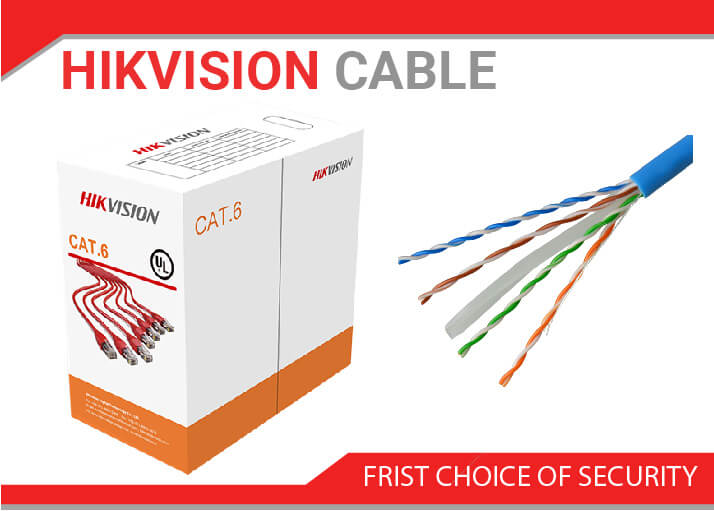 HIKVISION CABLE
HIKVISION
HIKVISION
HIKVISION
CAT.6
CAT.6
UL
FRIST CHOICE OF SECURITY